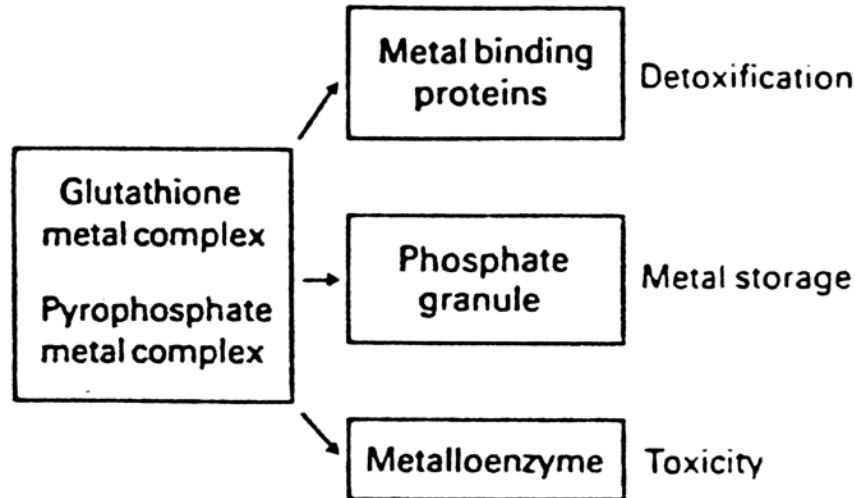 Metal binding
proteins
Detoxification
Glutathione
metal complex
Pyrophosphate
metal complex
Phosphate
granule
Metal storage
Metalloenzyme
Toxicity